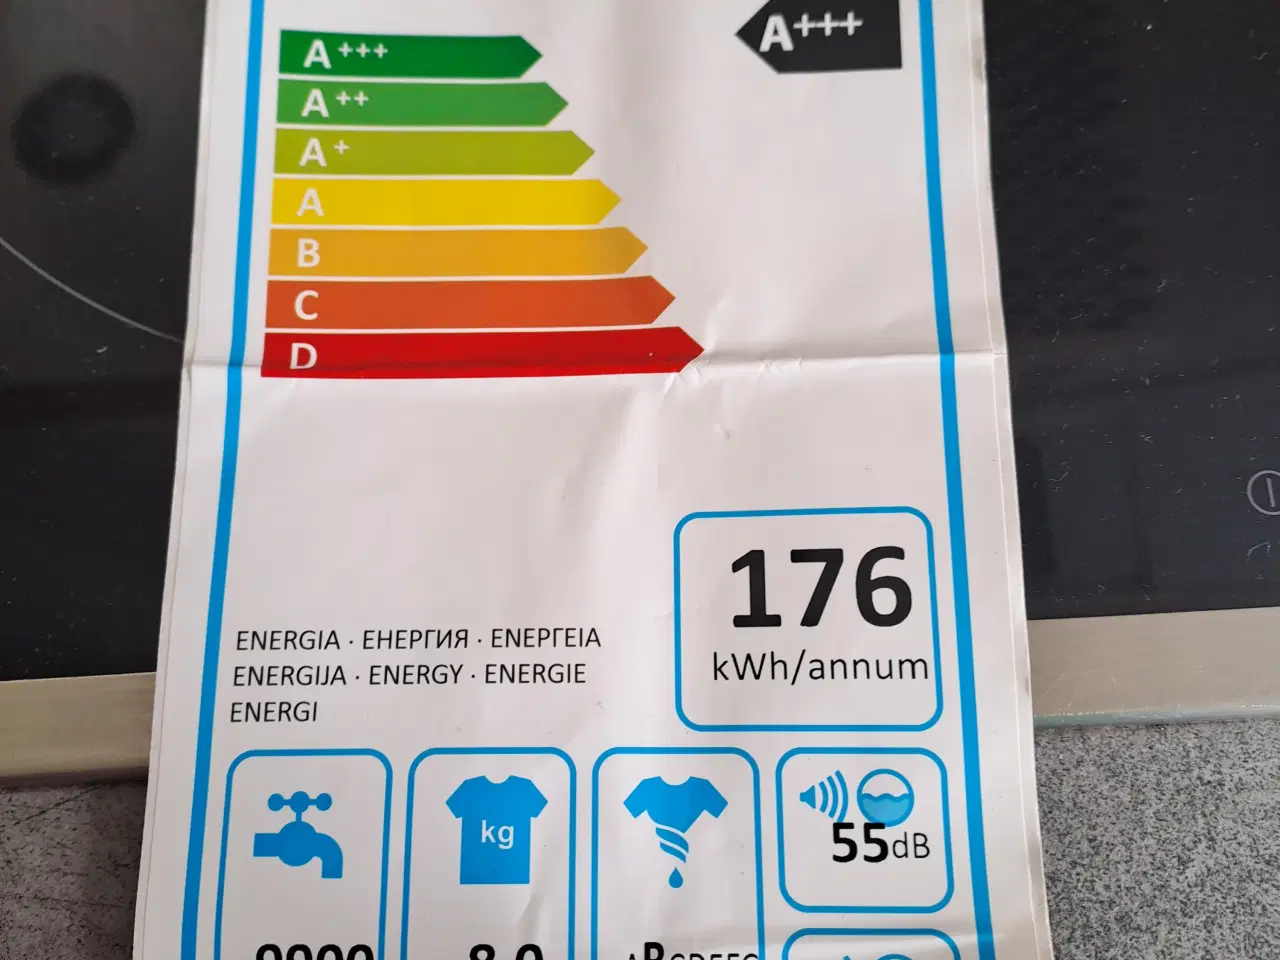 A+++
A+++
A++
A+
A
B
C
D
176
kWh/annum
ENERGIA · ЕНЕРГИЯ · ΕΝΕΡΓΕΙΑ
ENERGIJA · ENERGY · ENERGIE
ENERGI
kg
55dB